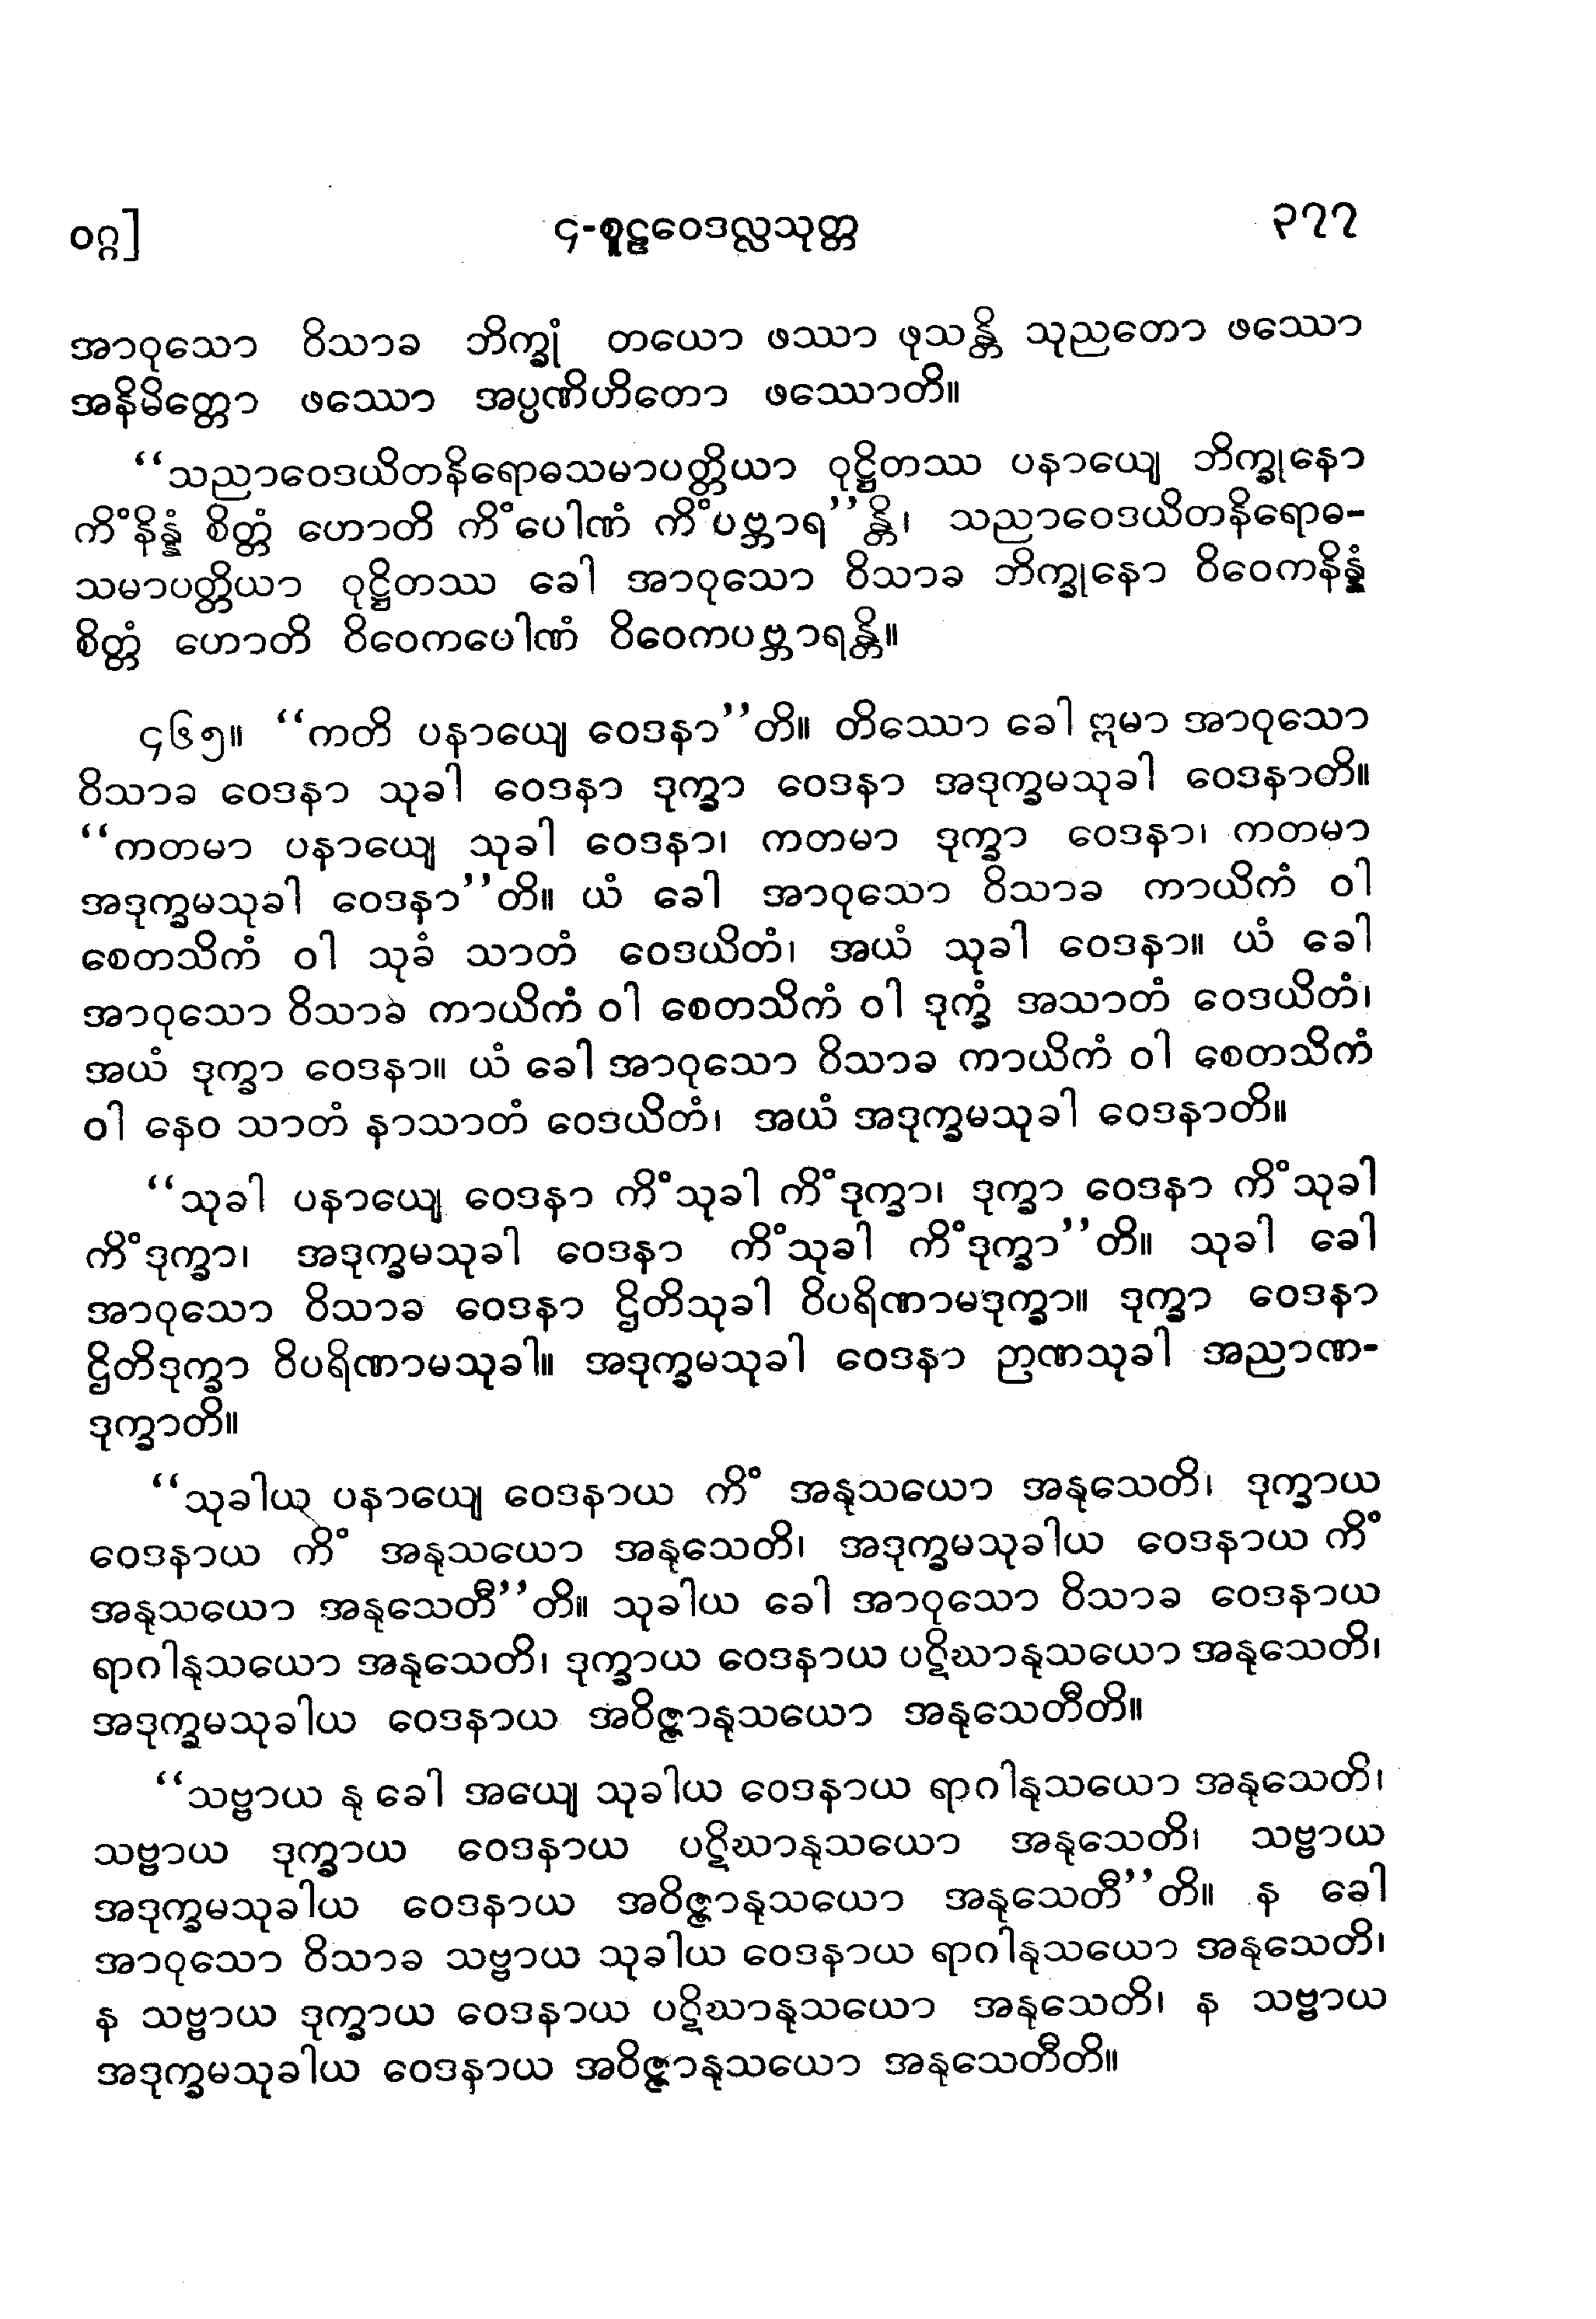 ဝဂ္ဂ] ၄-စူဠဝေဒလ္လသုတ္တ ၃၇၇
အာဝုသော ဝိသာခ ဘိက္ခုံ တယော ဖဿာ ဖုသန္တိ သုညတော ဖဿော
အနိမိတ္တော ဖဿော အပ္ပဏိဟိတော ဖဿောတိ။
“သညာဝေဒယိတနိရောဓသမာပတ္တိယာ ဝုဋ္ဌိတဿ ပနာယျေ ဘိက္ခုနော
ကိံနိန္နံ စိတ္တံ ဟောတိ ကိံပေါဏံ ကိံပဗ္ဘာရ”န္တိ၊ သညာဝေဒယိတနိရောဓ-
သမာပတ္တိယာ ဝုဋ္ဌိတဿ ခေါ အာဝုသော ဝိသာခ ဘိက္ခုနော ဝိဝေကနိန္နံ
စိတ္တံ ဟောတိ ဝိဝေကပေါဏံ ဝိဝေကပဗ္ဘာရန္တိ။
၄၆၅။ “ကတိ ပနာယျေ ဝေဒနာ”တိ။ တိဿော ခေါ ဣမာ အာဝုသော
ဝိသာခ ဝေဒနာ သုခါ ဝေဒနာ ဒုက္ခာ ဝေဒနာ အဒုက္ခမသုခါ ဝေဒနာတိ။
“ကတမာ ပနာယျေ သုခါ ဝေဒနာ၊ ကတမာ ဒုက္ခာ ဝေဒနာ၊ ကတမာ
အဒုက္ခမသုခါ ဝေဒနာ”တိ။ ယံ ခေါ အာဝုသော ဝိသာခ ကာယိကံ ဝါ
စေတသိကံ ဝါ သုခံ သာတံ ဝေဒယိတံ၊ အယံ သုခါ ဝေဒနာ။ ယံ ခေါ
အာဝုသော ဝိသာခ ကာယိကံ ဝါ စေတသိကံ ဝါ ဒုက္ခံ အသာတံ ဝေဒယိတံ၊
အယံ ဒုက္ခာ ဝေဒနာ။ ယံ ခေါ အာဝုသော ဝိသာခ ကာယိကံ ဝါ စေတသိကံ
ဝါ နေဝ သာတံ နာသာတံ ဝေဒယိတံ၊ အယံ အဒုက္ခမသုခါ ဝေဒနာတိ။
“သုခါ ပနာယျေ ဝေဒနာ ကိံသုခါ ကိံဒုက္ခာ၊ ဒုက္ခာ ဝေဒနာ ကိံသုခါ
ကိံဒုက္ခာ၊ အဒုက္ခမသုခါ ဝေဒနာ ကိံသုခါ ကိံဒုက္ခာ”တိ။ သုခါ ခေါ
အာဝုသော ဝိသာခ ဝေဒနာ ဌိတိသုခါ ဝိပရိဏာမဒုက္ခာ။ ဒုက္ခာ ဝေဒနာ
ဌိတိဒုက္ခာ ဝိပရိဏာမသုခါ။ အဒုက္ခမသုခါ ဝေဒနာ ဉာဏသုခါ အညာဏ-
ဒုက္ခာတိ။
“သုခါယ ပနာယျေ ဝေဒနာယ ကိံ အနုသယော အနုသေတိ၊ ဒုက္ခာယ
ဝေဒနာယ ကိံ အနုသယော အနုသေတိ၊ အဒုက္ခမသုခါယ ဝေဒနာယ ကိံ
အနုသယော အနုသေတီ”တိ။ သုခါယ ခေါ အာဝုသော ဝိသာခ ဝေဒနာယ
ရာဂါနုသယော အနုသေတိ၊ ဒုက္ခာယ ဝေဒနာယ ပဋိဃာနုသယော အနုသေတိ၊
အဒုက္ခမသုခါယ ဝေဒနာယ အဝိဇ္ဇာနုသယော အနုသေတီတိ။
“သဗ္ဗာယ နု ခေါ အယျေ သုခါယ ဝေဒနာယ ရာဂါနုသယော အနုသေတိ၊
သဗ္ဗာယ ဒုက္ခာယ ဝေဒနာယ ပဋိဃာနုသယော အနုသေတိ၊ သဗ္ဗာယ
အဒုက္ခမသုခါယ ဝေဒနာယ အဝိဇ္ဇာနုသယော အနုသေတီ”တိ။ န ခေါ
အာဝုသော ဝိသာခ သဗ္ဗာယ သုခါယ ဝေဒနာယ ရာဂါနုသယော အနုသေတိ၊
န သဗ္ဗာယ ဒုက္ခာယ ဝေဒနာယ ပဋိဃာနုသယော အနုသေတိ၊ န သဗ္ဗာယ
အဒုက္ခမသုခါယ ဝေဒနာယ အဝိဇ္ဇာနုသယော အနုသေတီတိ။